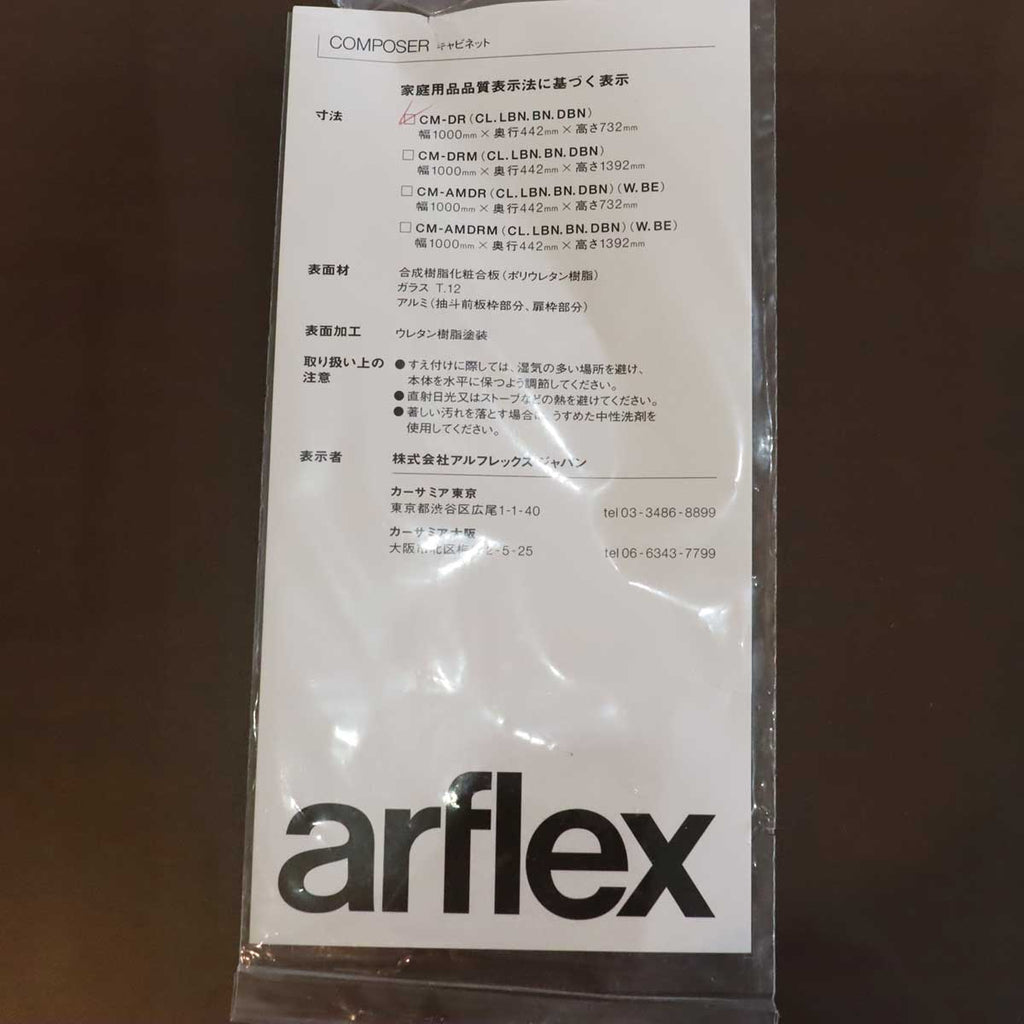 COMPOSER キャビネット
家庭用品品質表示法に基づく表示
寸法 CM-DR (CL. LBN. BN. DBN)
幅1000mm × 奥行442mm × 高さ732mm
□ CM-DRM (CL. LBN. BN. DBN)
幅1000mm × 奥行442mm × 高さ1392mm
□ CM-AMDR (CL. LBN. BN. DBN) (W. BE)
幅1000mm × 奥行442mm × 高さ732mm
□ CM-AMDRM (CL. LBN. BN. DBN) (W. BE)
幅1000mm × 奥行442mm × 高さ1392mm
表面材 合成樹脂化粧合板（ポリウレタン樹脂）
ガラス T.12
アルミ（抽斗前板枠部分、扉枠部分）
表面加工 ウレタン樹脂塗装
取り扱い上の注意 ●すえ付けに際しては、湿気の多い場所を避け、
本体を水平に保つよう調節してください。
●直射日光又はストーブなどの熱を避けてください。
●著しい汚れを落とす場合は、うすめた中性洗剤を
使用してください。
表示者 株式会社アルフレックス ジャパン
カーサミア東京
東京都渋谷区広尾1-1-40 tel 03-3486-8899
カーサミア大阪
大阪市北区 2-5-25 tel 06-6343-7799
arflex